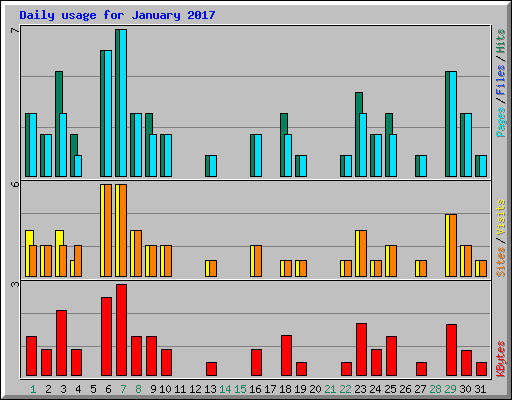 Daily usage for January 2017
7
6
3
Pages / Files / Hits
Sites / Visits
KBytes
1 2 3 4 5 6 7 8 9 10 11 12 13 14 15 16 17 18 19 20 21 22 23 24 25 26 27 28 29 30 31